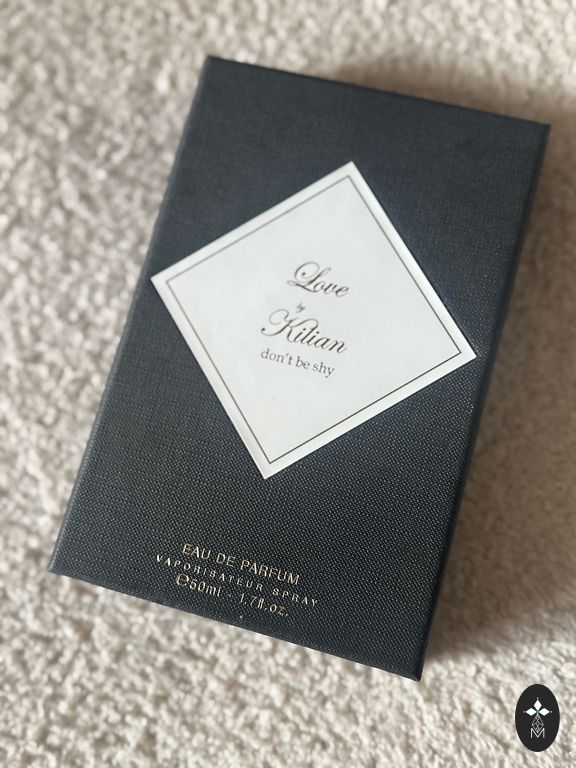 Love
by
Kilian
don't be shy
EAU DE PARFUM
VAPORISATEUR SPRAY
℮50ml - 1.7fl.oz.
M